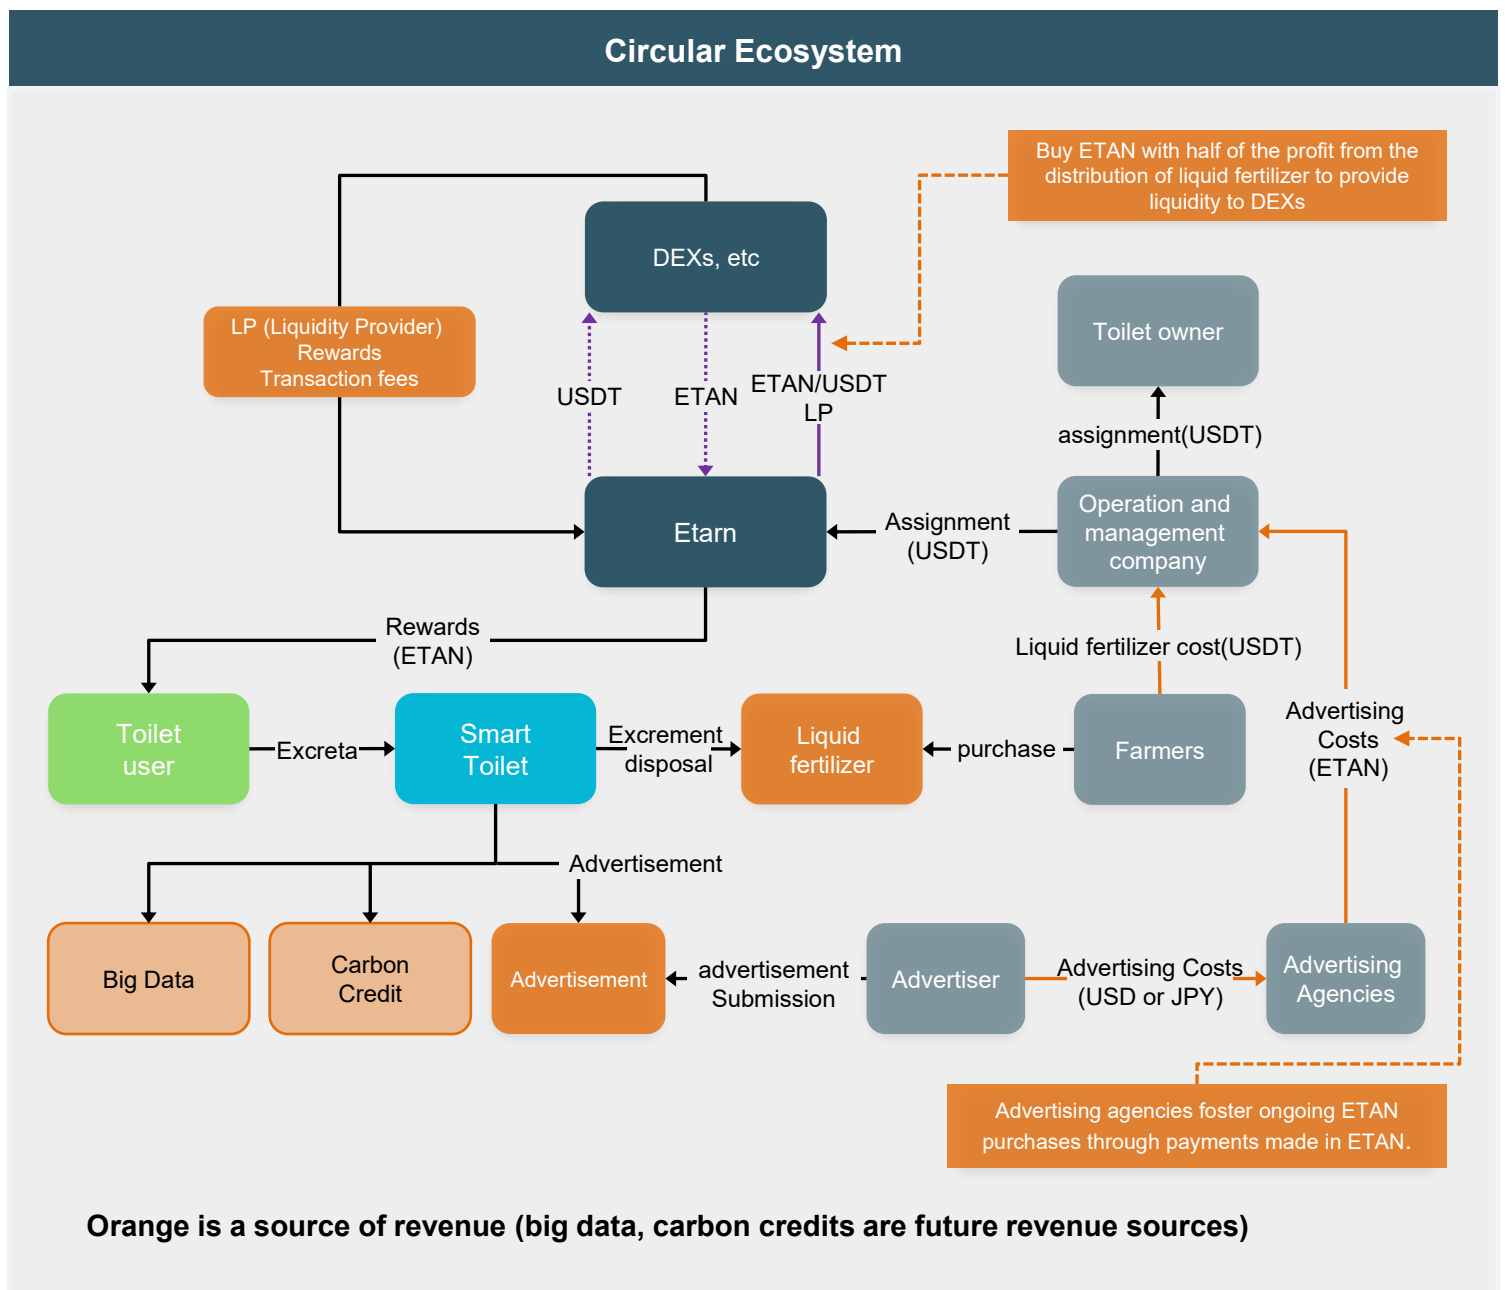 Circular Ecosystem
Buy ETAN with half of the profit from the
distribution of liquid fertilizer to provide
liquidity to DEXs
DEXs, etc
Toilet owner
LP (Liquidity Provider)
Rewards
Transaction fees
USDT
ETAN
ETAN/USDT
LP
assignment(USDT)
Etarn
Assignment
(USDT)
Operation and
management
company
Rewards
(ETAN)
Liquid fertilizer cost(USDT)
Toilet
user
Excreta
Smart
Toilet
Excrement
disposal
Liquid
fertilizer
purchase
Farmers
Advertising
Costs
(ETAN)
Advertisement
Big Data
Carbon
Credit
Advertisement
advertisement
Submission
Advertiser
Advertising Costs
(USD or JPY)
Advertising
Agencies
Advertising agencies foster ongoing ETAN
purchases through payments made in ETAN.
Orange is a source of revenue (big data, carbon credits are future revenue sources)